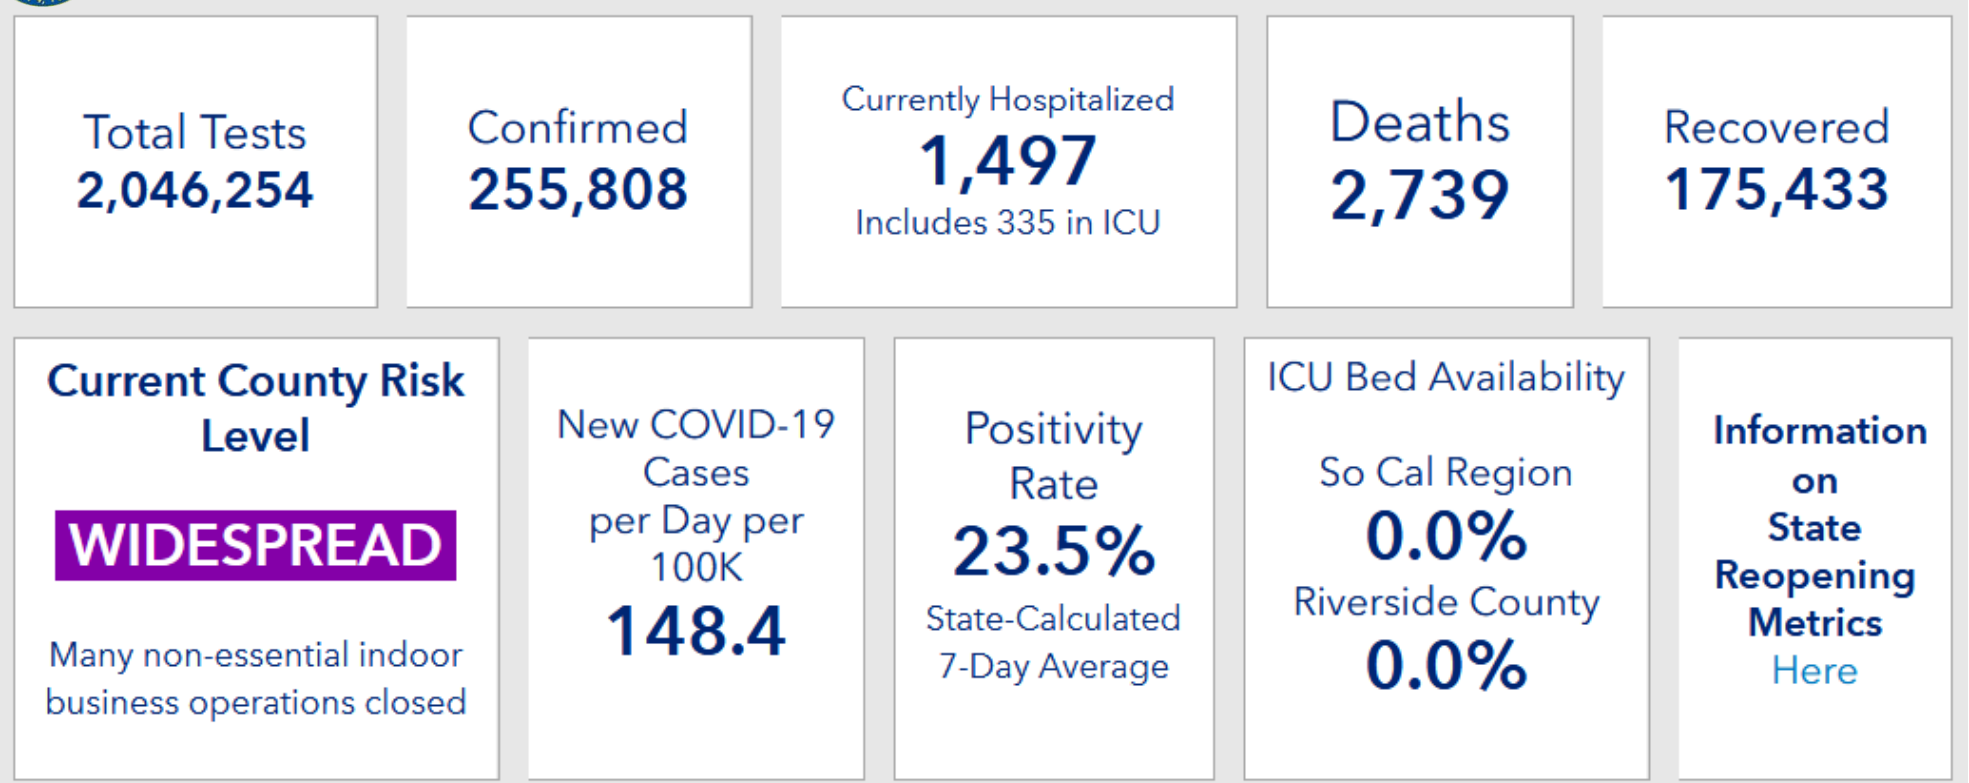 Total Tests
2,046,254
Confirmed
255,808
Currently Hospitalized
1,497
Includes 335 in ICU
Deaths
2,739
Recovered
175,433
Current County Risk
Level
WIDESPREAD
Many non-essential indoor
business operations closed
New COVID-19
Cases
per Day per
100K
148.4
Positivity
Rate
23.5%
State-Calculated
7-Day Average
ICU Bed Availability
So Cal Region
0.0%
Riverside County
0.0%
Information
on
State
Reopening
Metrics
Here